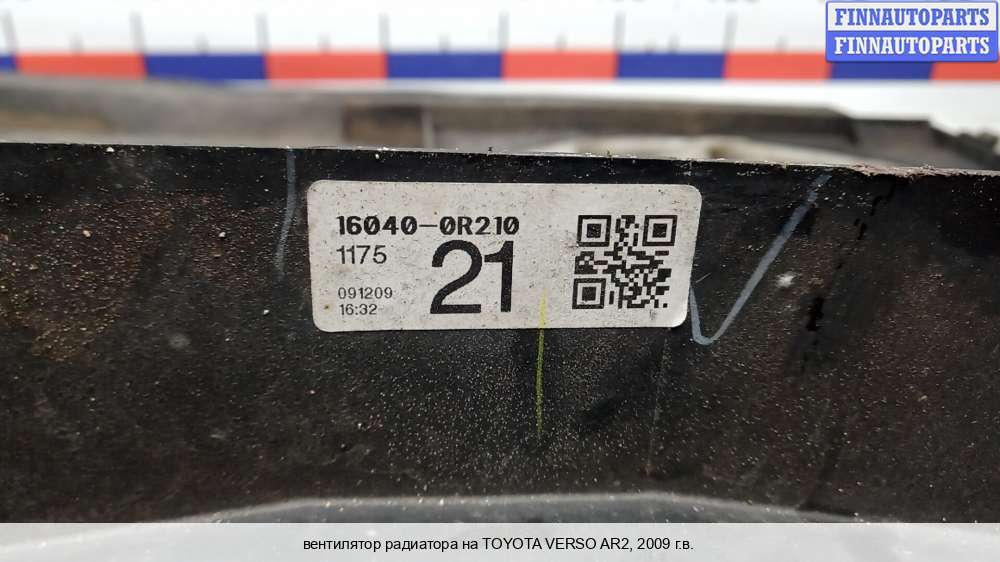 FINNAUTOPARTS
FINNAUTOPARTS
16040-0R210
1175
21
091209
16:32
вентилятор радиатора на TOYOTA VERSO AR2, 2009 г.в.